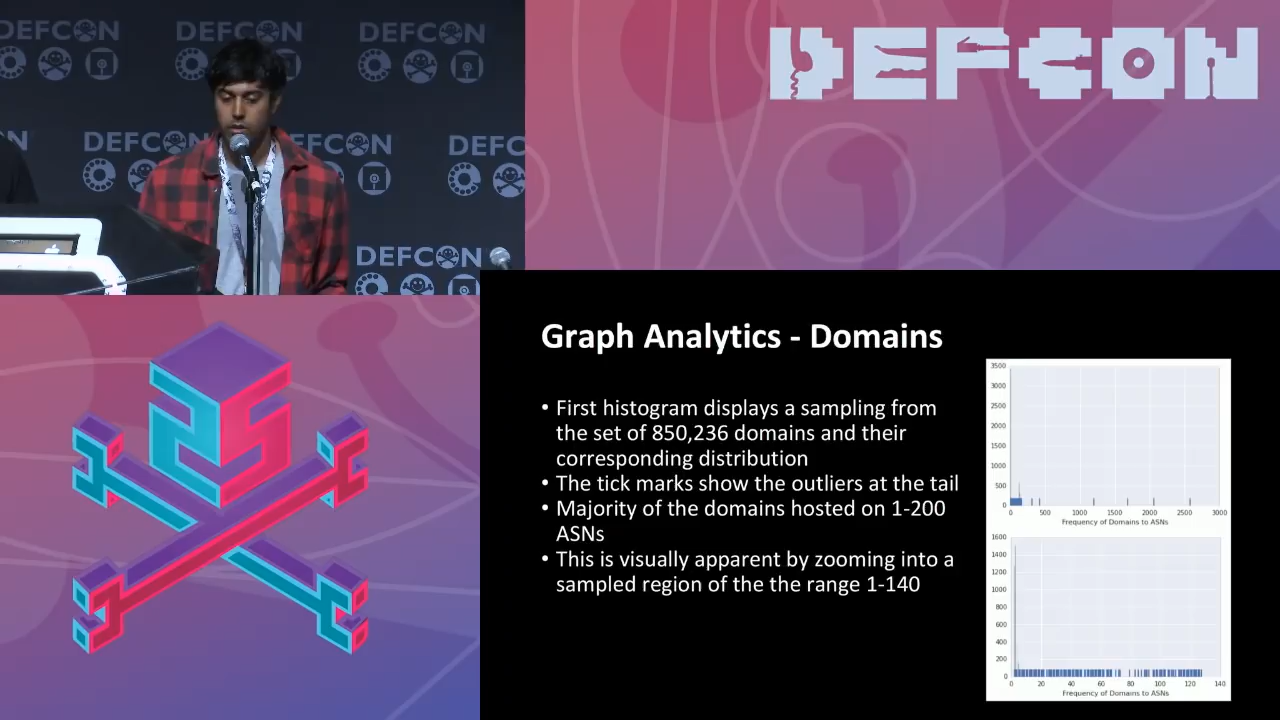 DEFCON
DEFCON
DEFCON
N
DEFCON
DEFCON
DEFC
DEFCON
DEFCON
Graph Analytics - Domains
• First histogram displays a sampling from
the set of 850,236 domains and their
corresponding distribution
• The tick marks show the outliers at the tail
• Majority of the domains hosted on 1-200
ASNs
• This is visually apparent by zooming into a
sampled region of the the range 1-140
3500
3000
2500
2000
1500
1000
500
0
0 500 1000 1500 2000 2500 3000
Frequency of Domains to ASNs
1600
1400
1200
1000
800
600
400
200
0
0 20 40 60 80 100 120 140
Frequency of Domains to ASNs